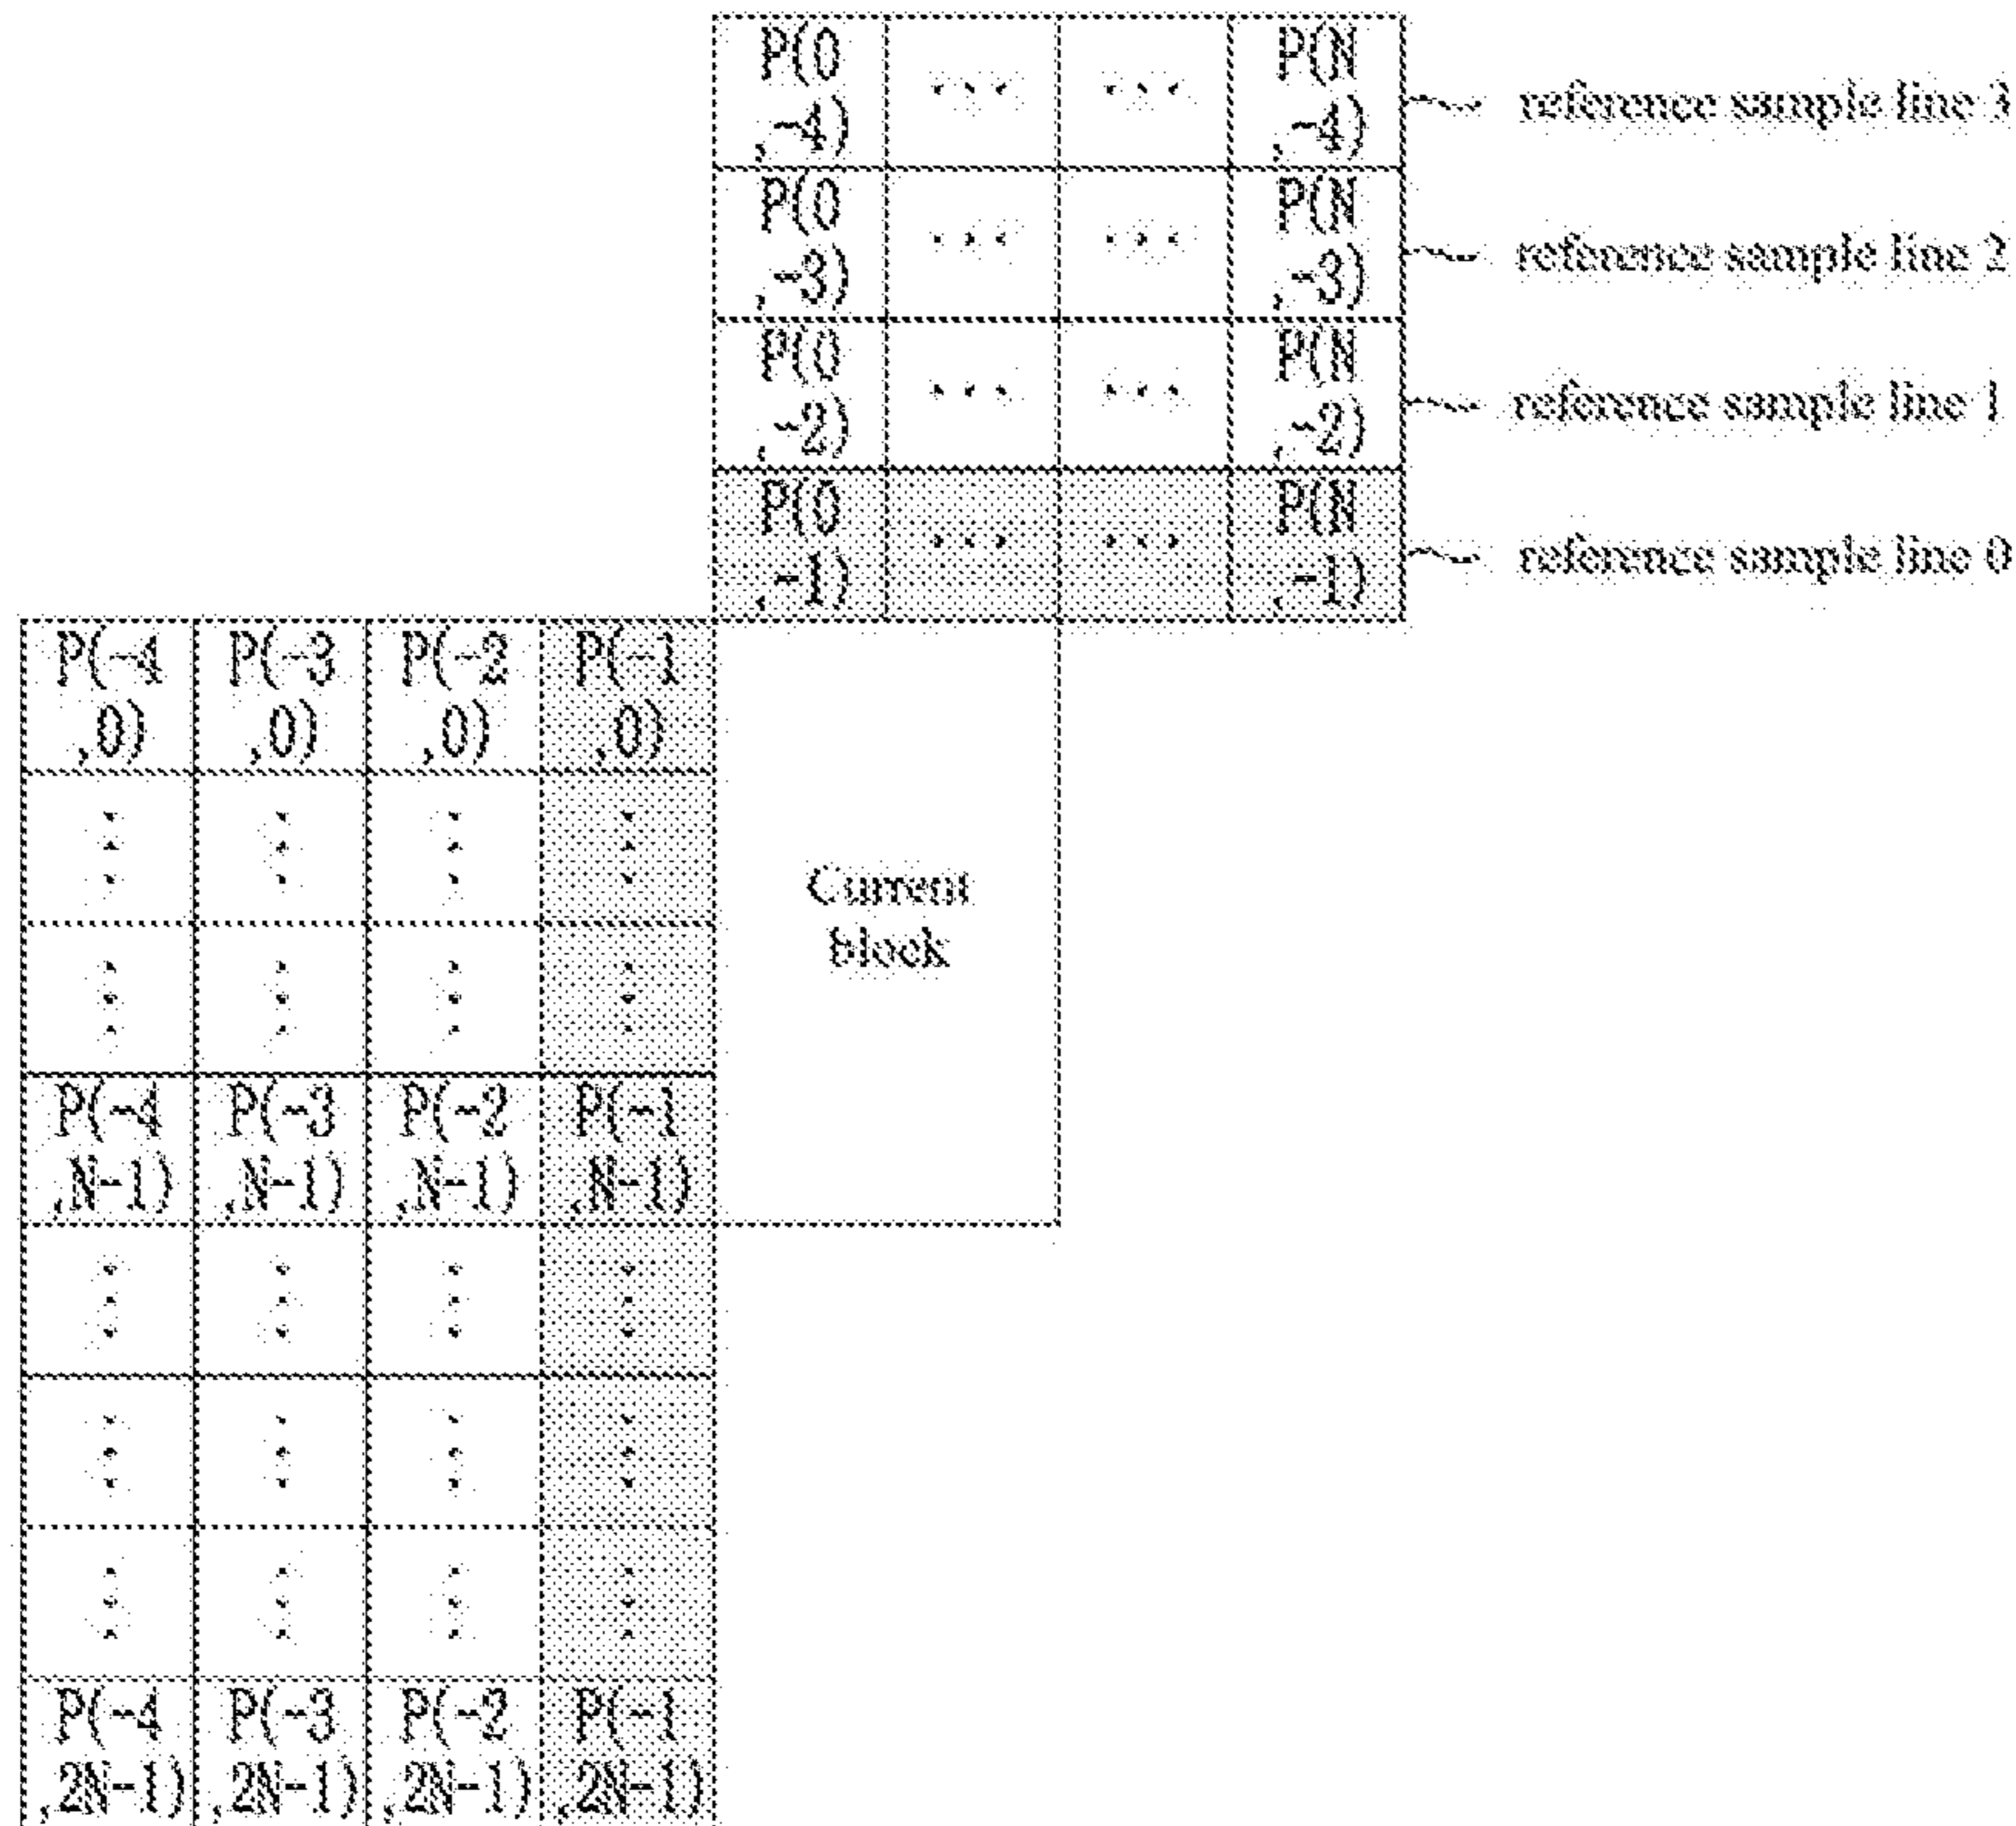 P(0 ··· ··· P(N
,-4) ,-4) reference sample line 3
P(0 ··· ··· P(N
,-3) ,-3) reference sample line 2
P(0 ··· ··· P(N
,-2) ,-2) reference sample line 1
P(0 ··· ··· P(N
,-1) ,-1) reference sample line 0
P(-4 P(-3 P(-2 P(-1
,0) ,0) ,0) ,0)
Current
block
P(-4 P(-3 P(-2 P(-1
,N-1) ,N-1) ,N-1) ,N-1)
P(-4 P(-3 P(-2 P(-1
,2N-1) ,2N-1) ,2N-1) ,2N-1)